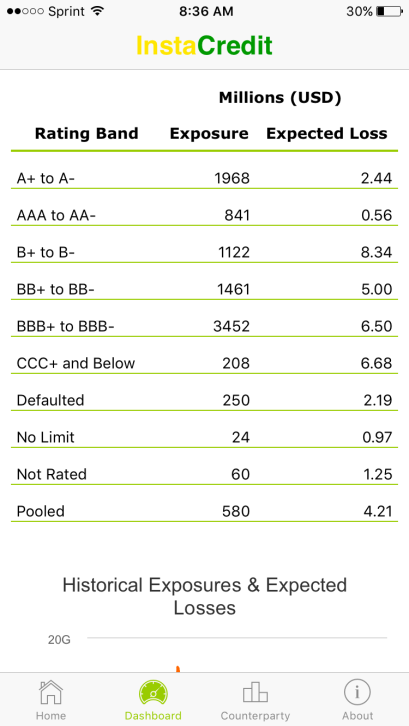 Sprint 8:36 AM 30%
InstaCredit
Millions (USD)
Rating Band Exposure Expected Loss
A+ to A- 1968 2.44
AAA to AA- 841 0.56
B+ to B- 1122 8.34
BB+ to BB- 1461 5.00
BBB+ to BBB- 3452 6.50
CCC+ and Below 208 6.68
Defaulted 250 2.19
No Limit 24 0.97
Not Rated 60 1.25
Pooled 580 4.21
Historical Exposures & Expected
Losses
20G
Home Dashboard Counterparty About